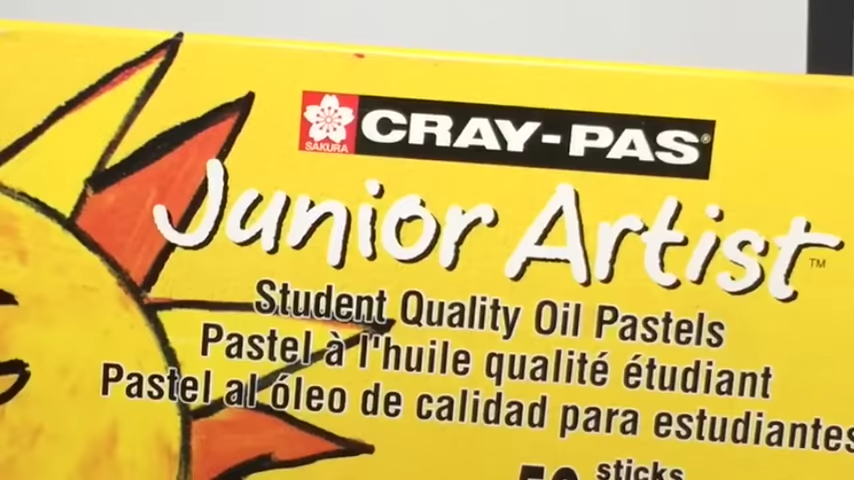 SAKURA
CRAY-PAS®
Junior Artist™
Student Quality Oil Pastels
Pastel à l'huile qualité étudiant
Pastel al óleo de calidad para estudiantes
sticks